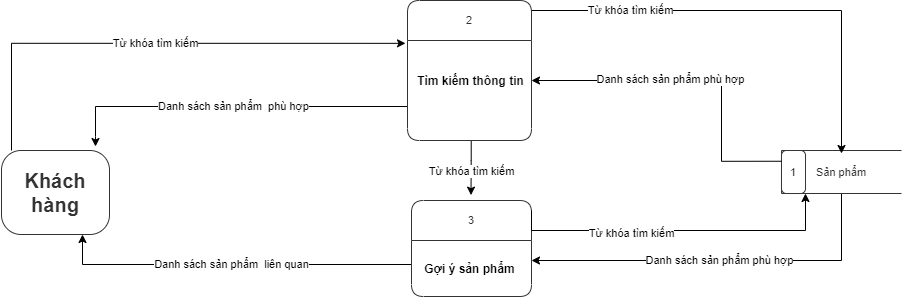 Từ khóa tìm kiếm
2
Từ khóa tìm kiếm
Tìm kiếm thông tin
Danh sách sản phẩm phù hợp
Danh sách sản phẩm phù hợp
Khách
hàng
Từ khóa tìm kiếm
1
Sản phẩm
3
Từ khóa tìm kiếm
Gợi ý sản phẩm
Danh sách sản phẩm liên quan
Danh sách sản phẩm phù hợp